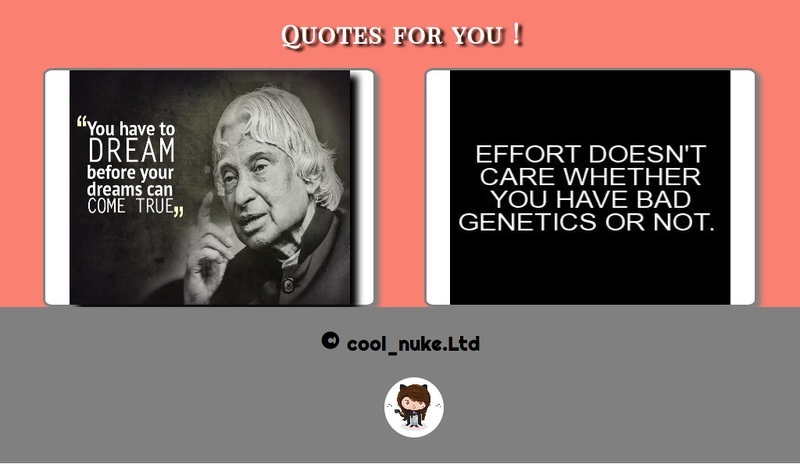 Quotes for you !
“You have to
DREAM
before your
dreams can
COME TRUE„
EFFORT DOESN'T
CARE WHETHER
YOU HAVE BAD
GENETICS OR NOT.
© cool_nuke.Ltd